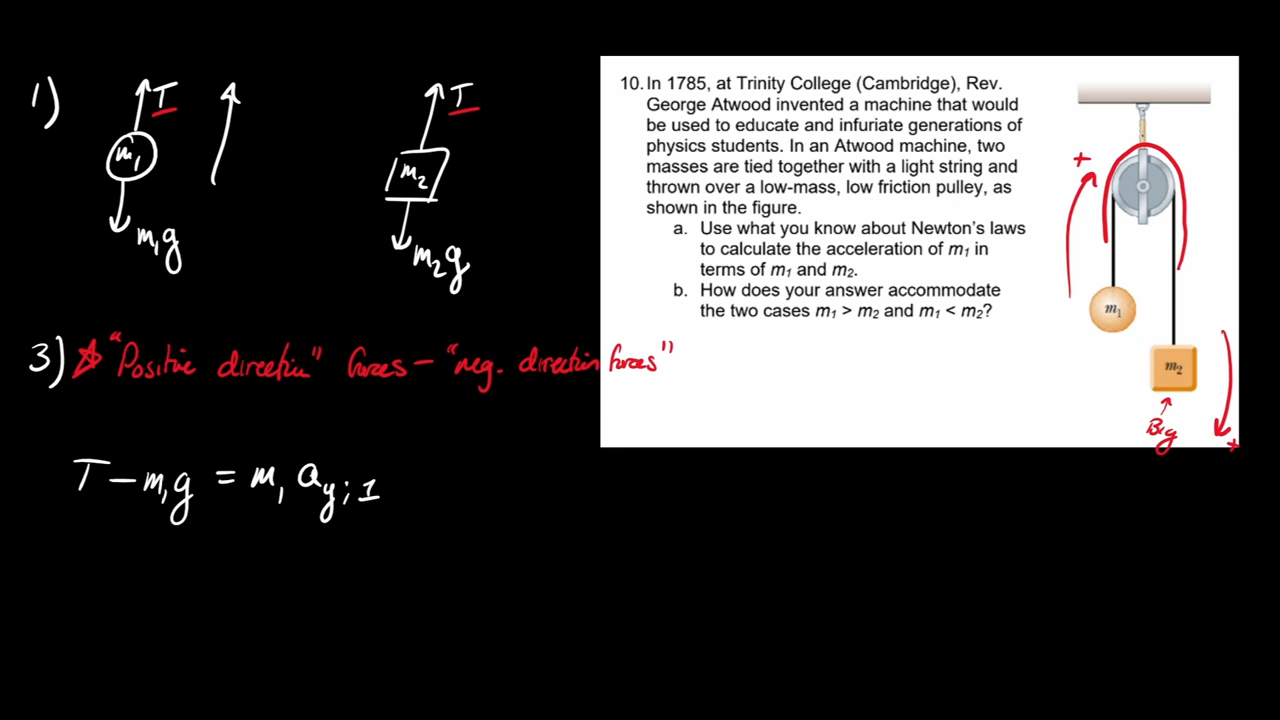 1)
T
m₁
m₁g
T
m₂
m₂g
10. In 1785, at Trinity College (Cambridge), Rev.
George Atwood invented a machine that would
be used to educate and infuriate generations of
physics students. In an Atwood machine, two
masses are tied together with a light string and
thrown over a low-mass, low friction pulley, as
shown in the figure.
a. Use what you know about Newton's laws
to calculate the acceleration of m₁ in
terms of m₁ and m₂.
b. How does your answer accommodate
the two cases m₁ > m₂ and m₁ < m₂?
+
m₁
m₂
Big
+
3) ☆ "Positive direction" forces – "neg. direction forces"
T – m₁g = m₁ a_y;1